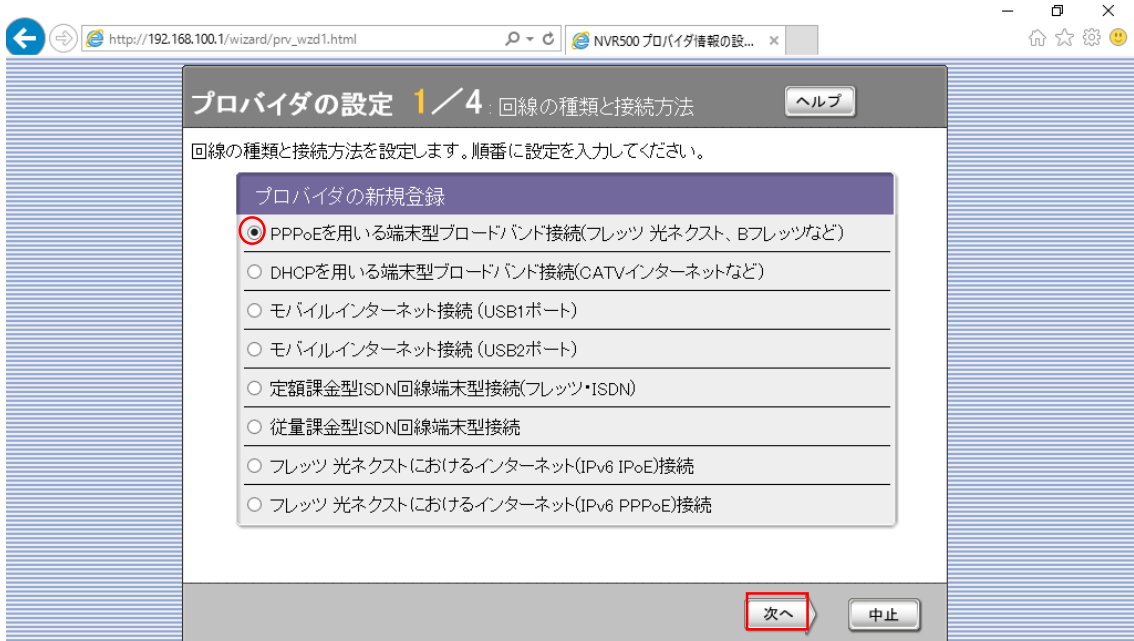 http://192.168.100.1/wizard/prv_wzd1.html
NVR500 プロバイダ情報の設...
プロバイダの設定 1／4 : 回線の種類と接続方法
ヘルプ
回線の種類と接続方法を設定します。順番に設定を入力してください。
プロバイダの新規登録
PPPoEを用いる端末型ブロードバンド接続(フレッツ 光ネクスト、Bフレッツなど)
DHCPを用いる端末型ブロードバンド接続(CATVインターネットなど)
モバイルインターネット接続 (USB1ポート)
モバイルインターネット接続 (USB2ポート)
定額課金型ISDN回線端末型接続(フレッツ・ISDN)
従量課金型ISDN回線端末型接続
フレッツ 光ネクストにおけるインターネット(IPv6 IPoE)接続
フレッツ 光ネクストにおけるインターネット(IPv6 PPPoE)接続
次へ
中止